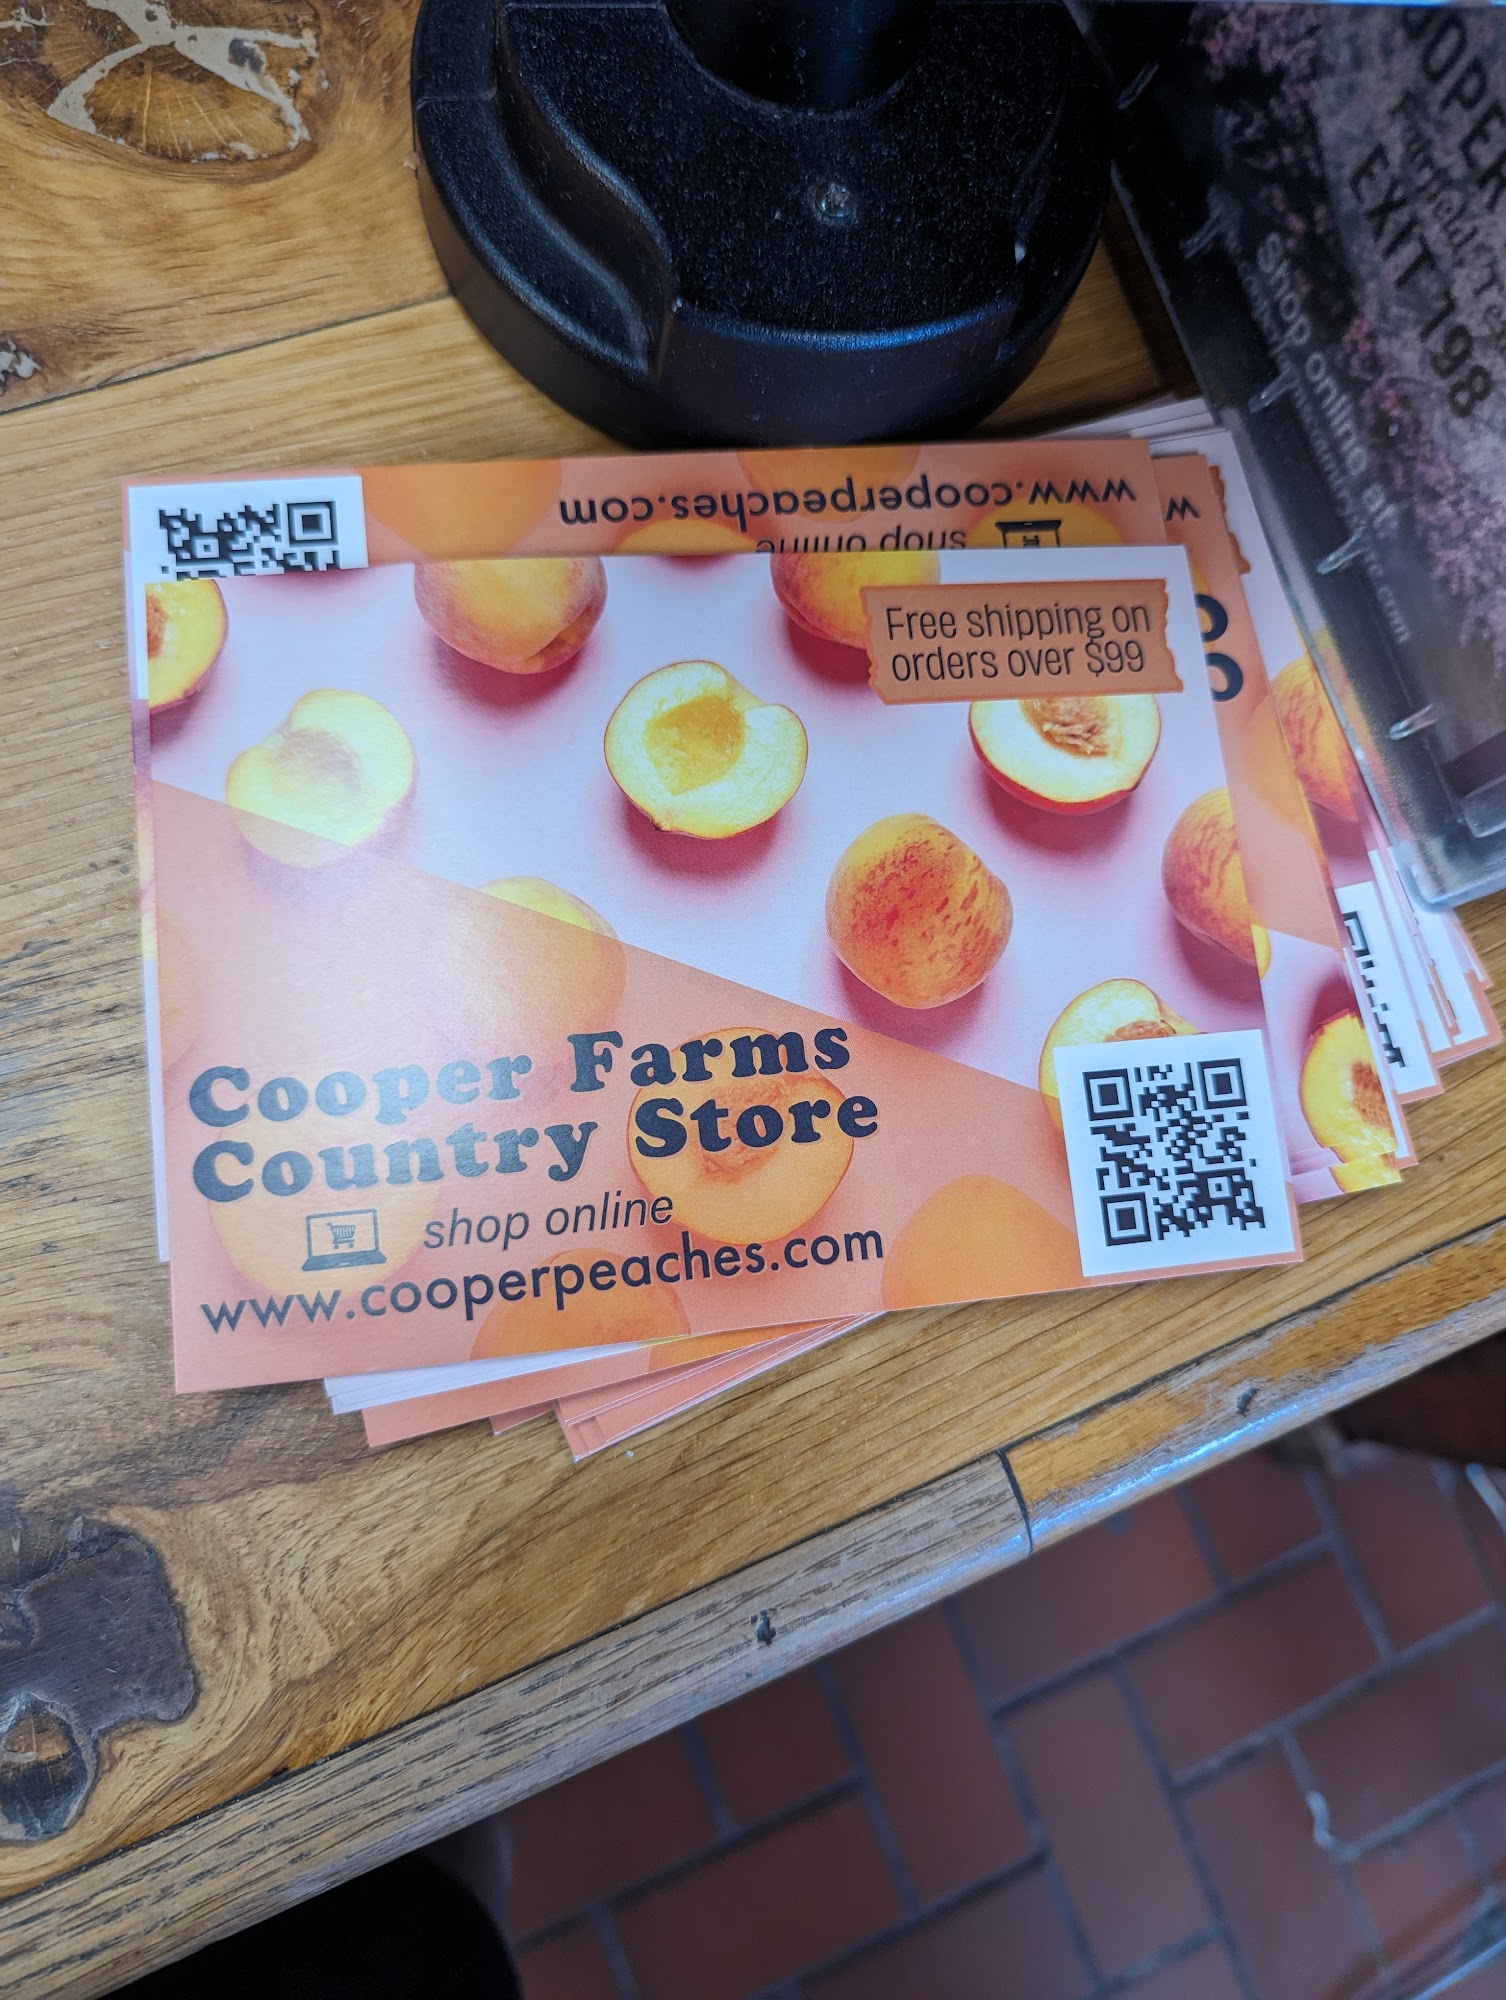 www.cooperpeaches.com
shop online
w
Free shipping on
orders over $99
Cooper Farms
Country Store
shop online
www.cooperpeaches.com
EXIT 198
Shop online at